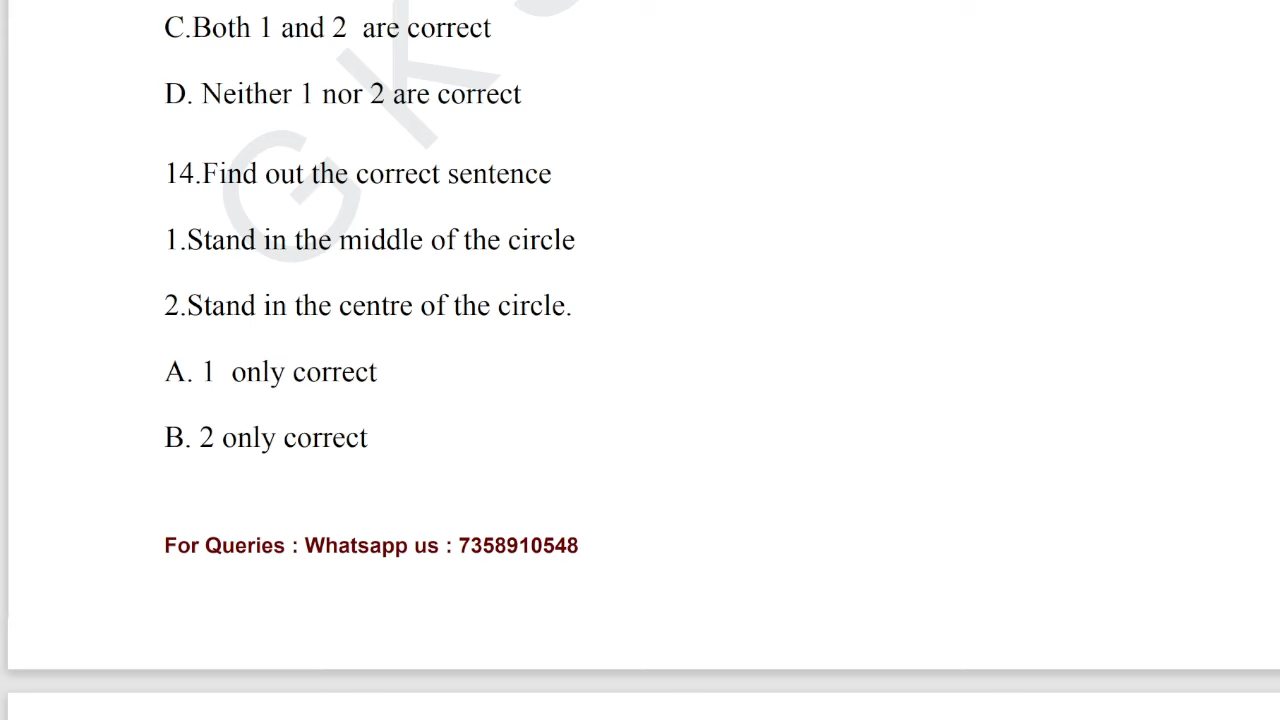 C.Both 1 and 2  are correct
D. Neither 1 nor 2 are correct
14.Find out the correct sentence
1.Stand in the middle of the circle
2.Stand in the centre of the circle.
A. 1  only correct
B. 2 only correct
For Queries : Whatsapp us : 7358910548
G K